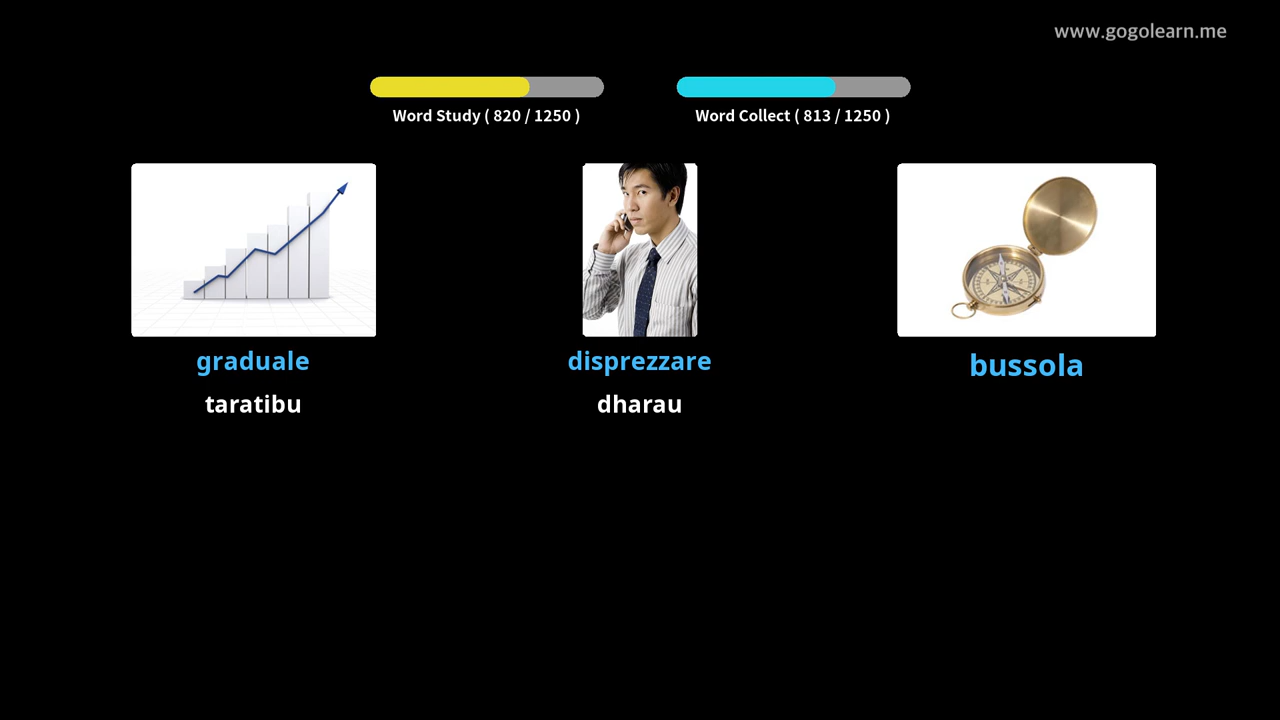 www.gogolearn.me
Word Study ( 820 / 1250 )
Word Collect ( 813 / 1250 )
graduale
disprezzare
bussola
taratibu
dharau